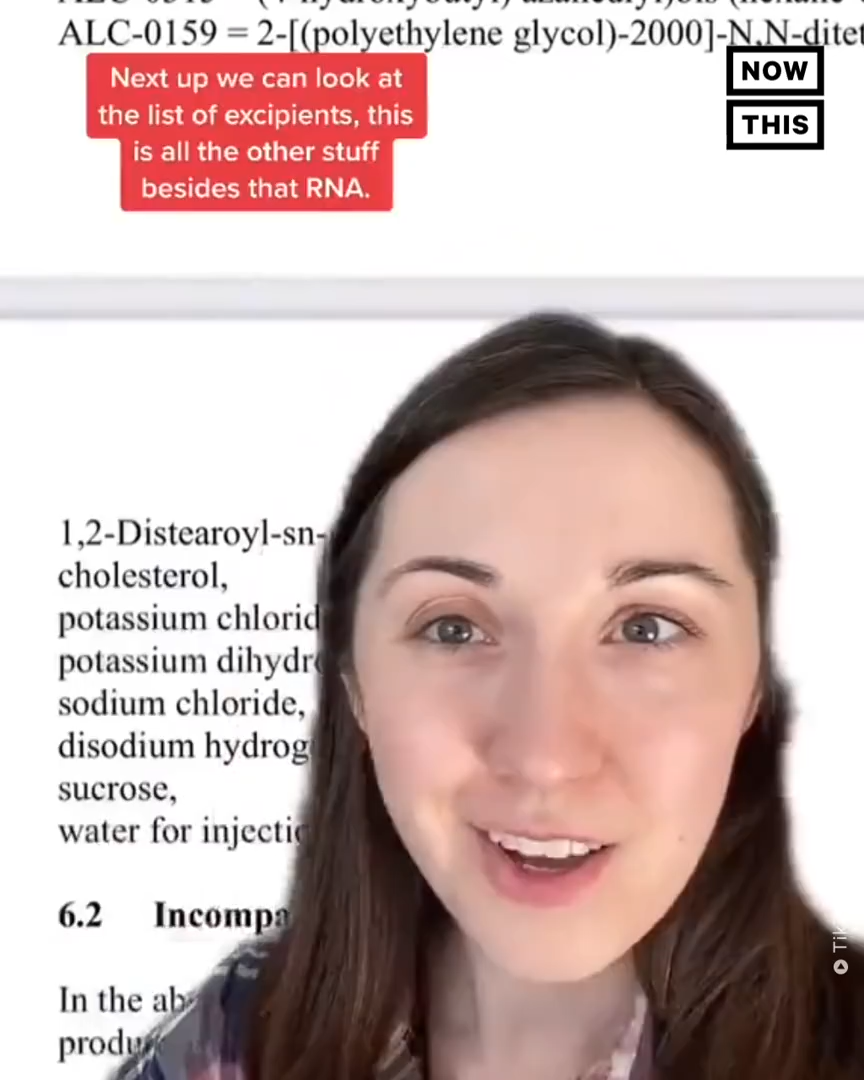 ALC-0159 = 2-[(polyethylene glycol)-2000]-N,N-ditet
NOW
THIS
Next up we can look at
the list of excipients, this
is all the other stuff
besides that RNA.
1,2-Distearoyl-sn-
cholesterol,
potassium chlorid
potassium dihydr
sodium chloride,
disodium hydrog
sucrose,
water for injectio
6.2 Incompa
In the ab
produ
Tik